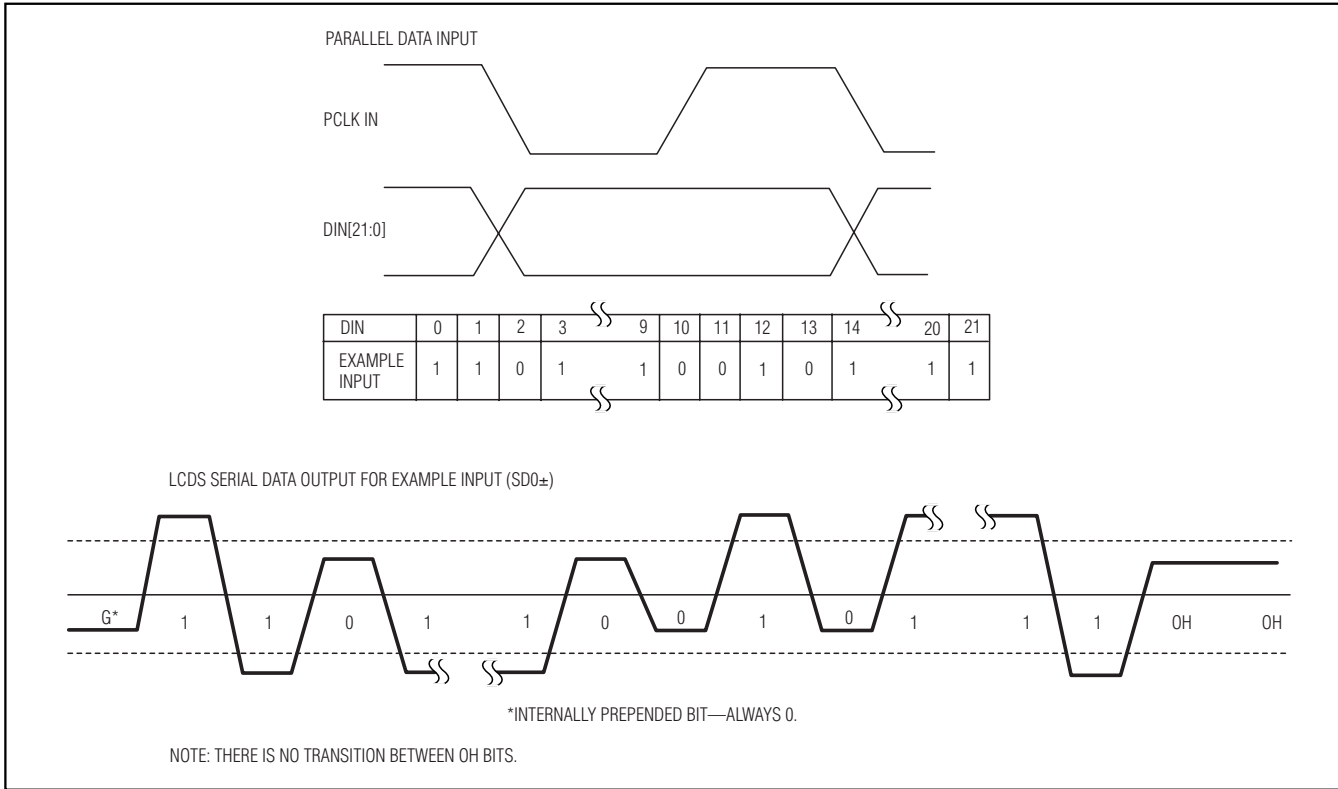 PARALLEL DATA INPUT
PCLK IN
DIN[21:0]
DIN 0 1 2 3 9 10 11 12 13 14 20 21
EXAMPLE INPUT 1 1 0 1 1 0 0 1 0 1 1 1
LCDS SERIAL DATA OUTPUT FOR EXAMPLE INPUT (SD0±)
G* 1 1 0 1 1 0 0 1 0 1 1 1 OH OH
*INTERNALLY PREPENDED BIT—ALWAYS 0.
NOTE: THERE IS NO TRANSITION BETWEEN OH BITS.